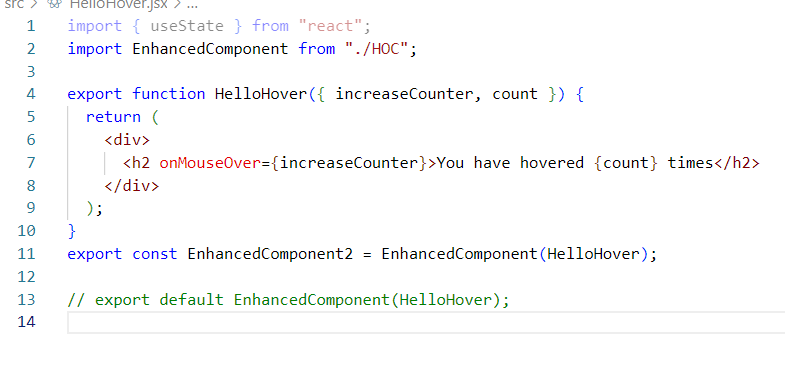 src > HelloHover.jsx > ...
1 import { useState } from "react";
2 import EnhancedComponent from "./HOC";
3
4 export function HelloHover({ increaseCounter, count }) {
5   return (
6     <div>
7       <h2 onMouseOver={increaseCounter}>You have hovered {count} times</h2>
8     </div>
9   );
10 }
11 export const EnhancedComponent2 = EnhancedComponent(HelloHover);
12
13 // export default EnhancedComponent(HelloHover);
14